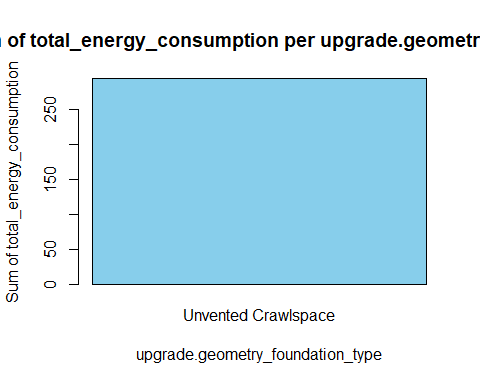 of total_energy_consumption per upgrade.geometr
Sum of total_energy_consumption
250
150
50
0
Unvented Crawlspace
upgrade.geometry_foundation_type